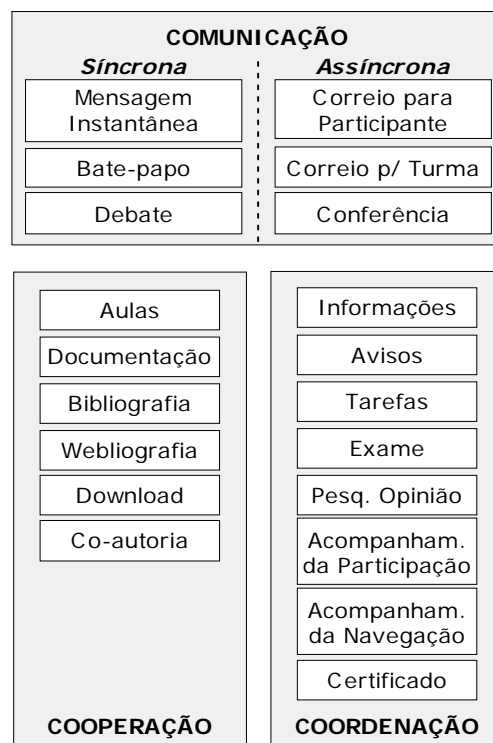 COMUNICAÇÃO
Síncrona
Mensagem
Instantânea
Bate-papo
Debate
Assíncrona
Correio para
Participante
Correio p/ Turma
Conferência
Aulas
Documentação
Bibliografia
Webliografia
Download
Co-autoria
COOPERAÇÃO
Informações
Avisos
Tarefas
Exame
Pesq. Opinião
Acompanham.
da Participação
Acompanham.
da Navegação
Certificado
COORDENAÇÃO